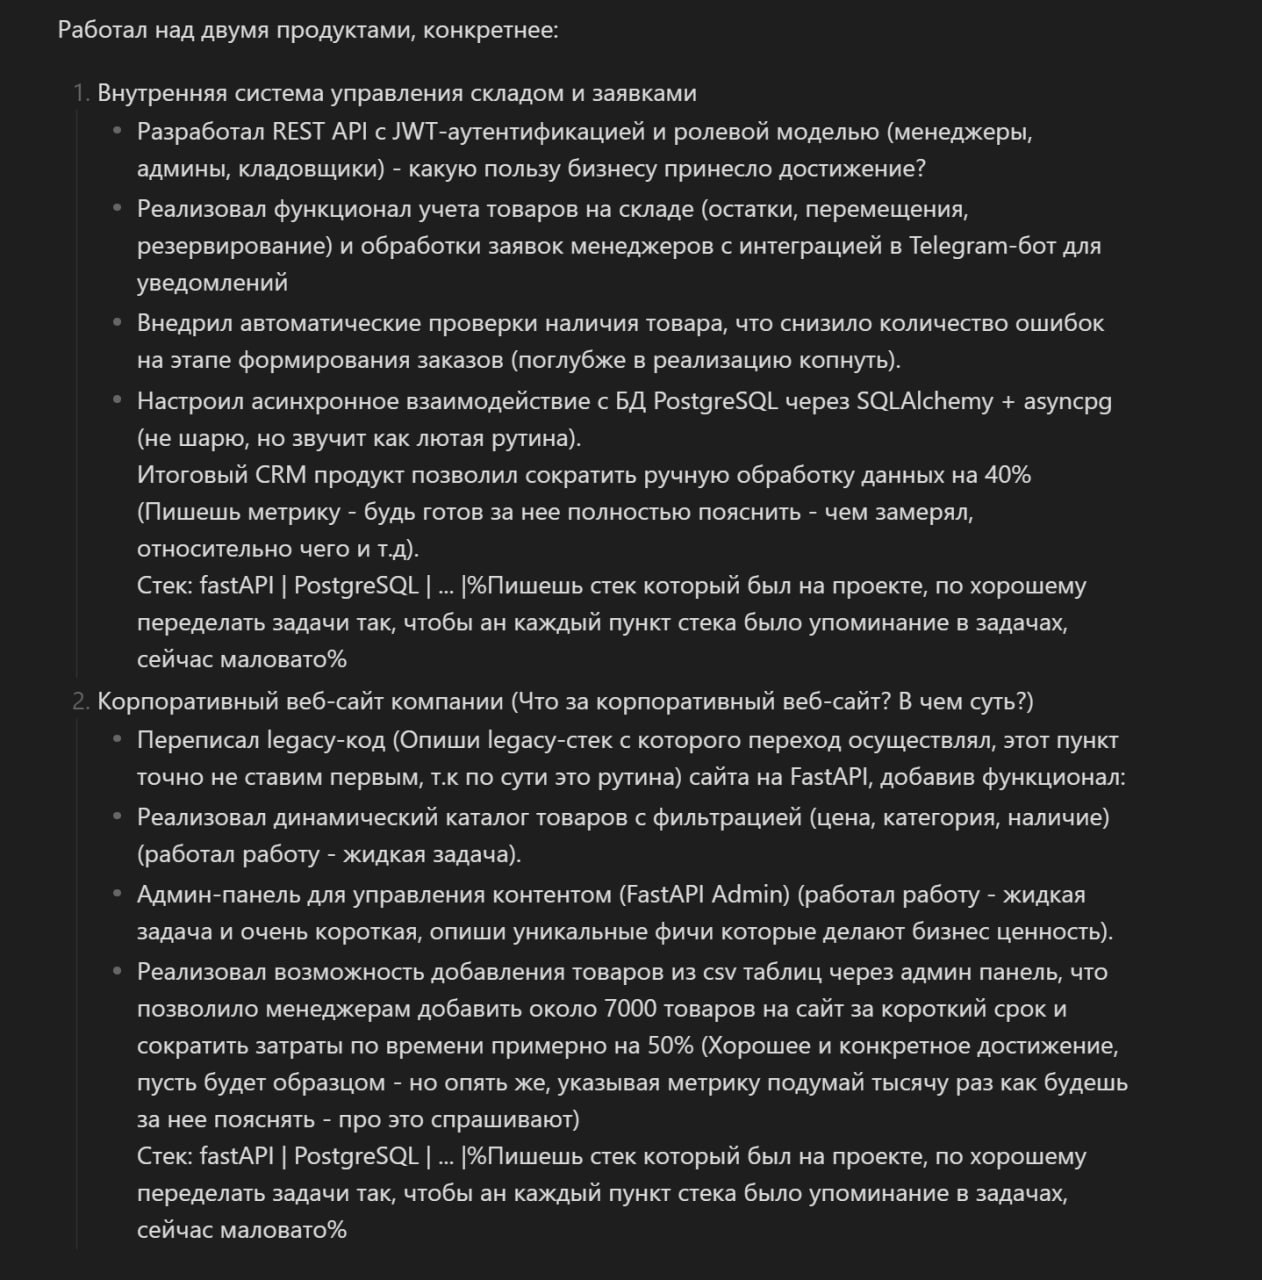 Работал над двумя продуктами, конкретнее:
1. Внутренняя система управления складом и заявками
• Разработал REST API с JWT-аутентификацией и ролевой моделью (менеджеры,
админы, кладовщики) - какую пользу бизнесу принесло достижение?
• Реализовал функционал учета товаров на складе (остатки, перемещения,
резервирование) и обработки заявок менеджеров с интеграцией в Telegram-бот для
уведомлений
• Внедрил автоматические проверки наличия товара, что снизило количество ошибок
на этапе формирования заказов (поглубже в реализацию копнуть).
• Настроил асинхронное взаимодействие с БД PostgreSQL через SQLAlchemy + asyncpg
(не шарю, но звучит как лютая рутина).
Итоговый CRM продукт позволил сократить ручную обработку данных на 40%
(Пишешь метрику - будь готов за нее полностью пояснить - чем замерял,
относительно чего и т.д).
Стек: fastAPI | PostgreSQL | ... |%Пишешь стек который был на проекте, по хорошему
переделать задачи так, чтобы ан каждый пункт стека было упоминание в задачах,
сейчас маловато%
2. Корпоративный веб-сайт компании (Что за корпоративный веб-сайт? В чем суть?)
• Переписал legacy-код (Опиши legacy-стек с которого переход осуществлял, этот пункт
точно не ставим первым, т.к по сути это рутина) сайта на FastAPI, добавив функционал:
• Реализовал динамический каталог товаров с фильтрацией (цена, категория, наличие)
(работал работу - жидкая задача).
• Админ-панель для управления контентом (FastAPI Admin) (работал работу - жидкая
задача и очень короткая, опиши уникальные фичи которые делают бизнес ценность).
• Реализовал возможность добавления товаров из csv таблиц через админ панель, что
позволило менеджерам добавить около 7000 товаров на сайт за короткий срок и
сократить затраты по времени примерно на 50% (Хорошее и конкретное достижение,
пусть будет образцом - но опять же, указывая метрику подумай тысячу раз как будешь
за нее пояснять - про это спрашивают)
Стек: fastAPI | PostgreSQL | ... |%Пишешь стек который был на проекте, по хорошему
переделать задачи так, чтобы ан каждый пункт стека было упоминание в задачах,
сейчас маловато%